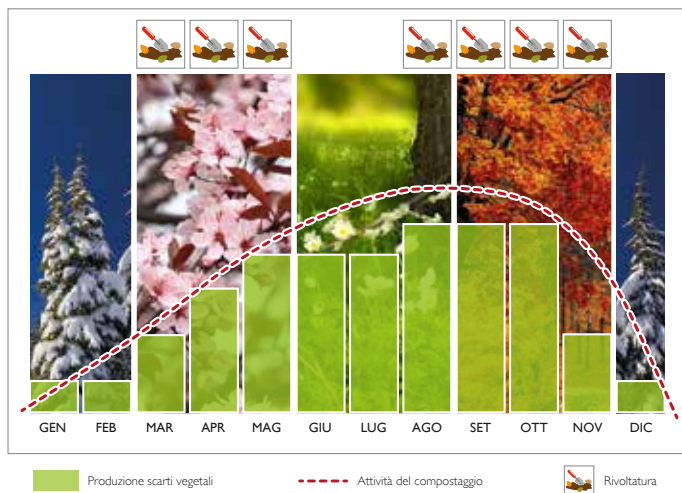 GEN FEB MAR APR MAG GIU LUG AGO SET OTT NOV DIC
Produzione scarti vegetali Attività del compostaggio Rivoltatura